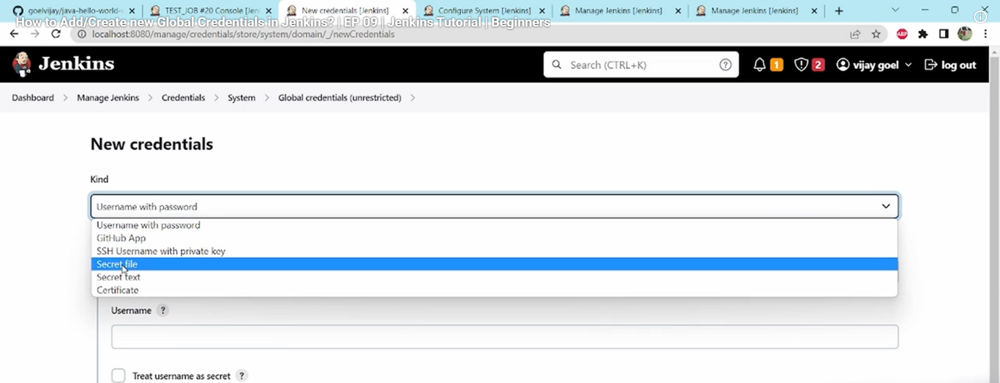 goelvijay/java-hello-world-
TEST_JOB #20 Console [Jen
New credentials [Jenkins]
Configure System [Jenkins]
Manage Jenkins [Jenkins]
Manage Jenkins [Jenkins]
How to Add/Create new Global Credentials in Jenkins? | EP 09 | Jenkins Tutorial | Beginners
localhost:8080/manage/credentials/store/system/domain/_/newCredentials
ABP
Jenkins
Search (CTRL+K)
1
2
vijay goel
log out
Dashboard > Manage Jenkins > Credentials > System > Global credentials (unrestricted) >
New credentials
Kind
Username with password
Username with password
GitHub App
SSH Username with private key
Secret file
Secret text
Certificate
Username ?
Treat username as secret ?